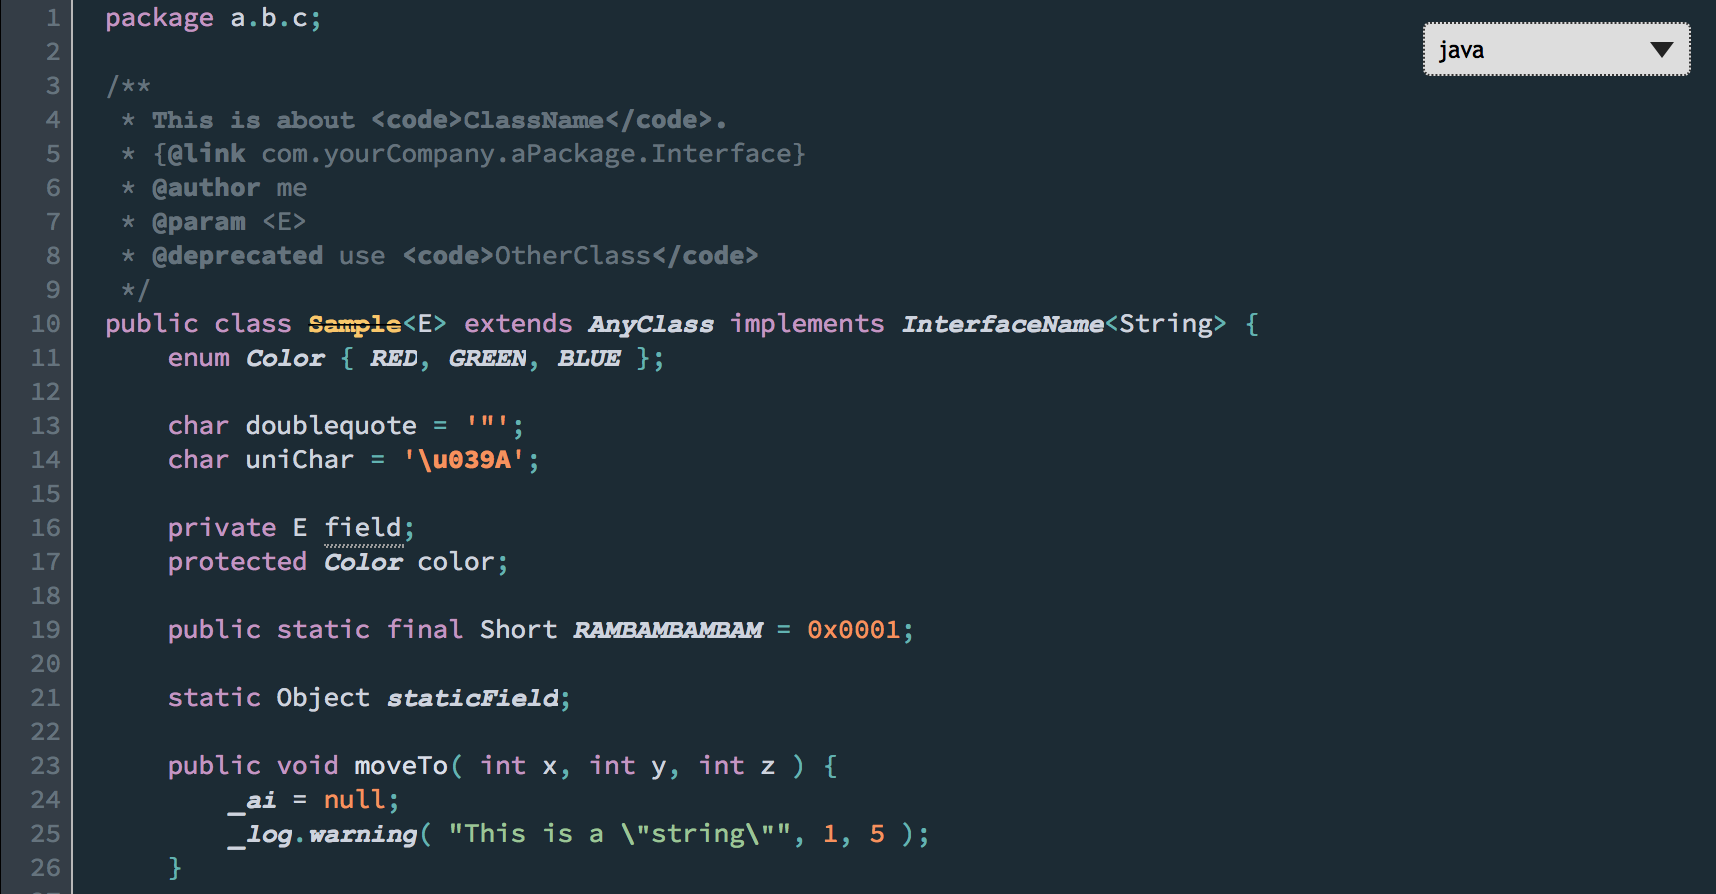 1 package a.b.c;
java
2
3 /**
4 * This is about <code>ClassName</code>.
5 * {@link com.yourCompany.aPackage.Interface}
6 * @author me
7 * @param <E>
8 * @deprecated use <code>OtherClass</code>
9 */
10 public class Sample<E> extends AnyClass implements InterfaceName<String> {
11 enum Color { RED, GREEN, BLUE };
12
13 char doublequote = '"';
14 char uniChar = '\u039A';
15
16 private E field;
17 protected Color color;
18
19 public static final Short RAMBAMBAMBAM = 0x0001;
20
21 static Object staticField;
22
23 public void moveTo( int x, int y, int z ) {
24 _ai = null;
25 _log.warning( "This is a \"string\"", 1, 5 );
26 }